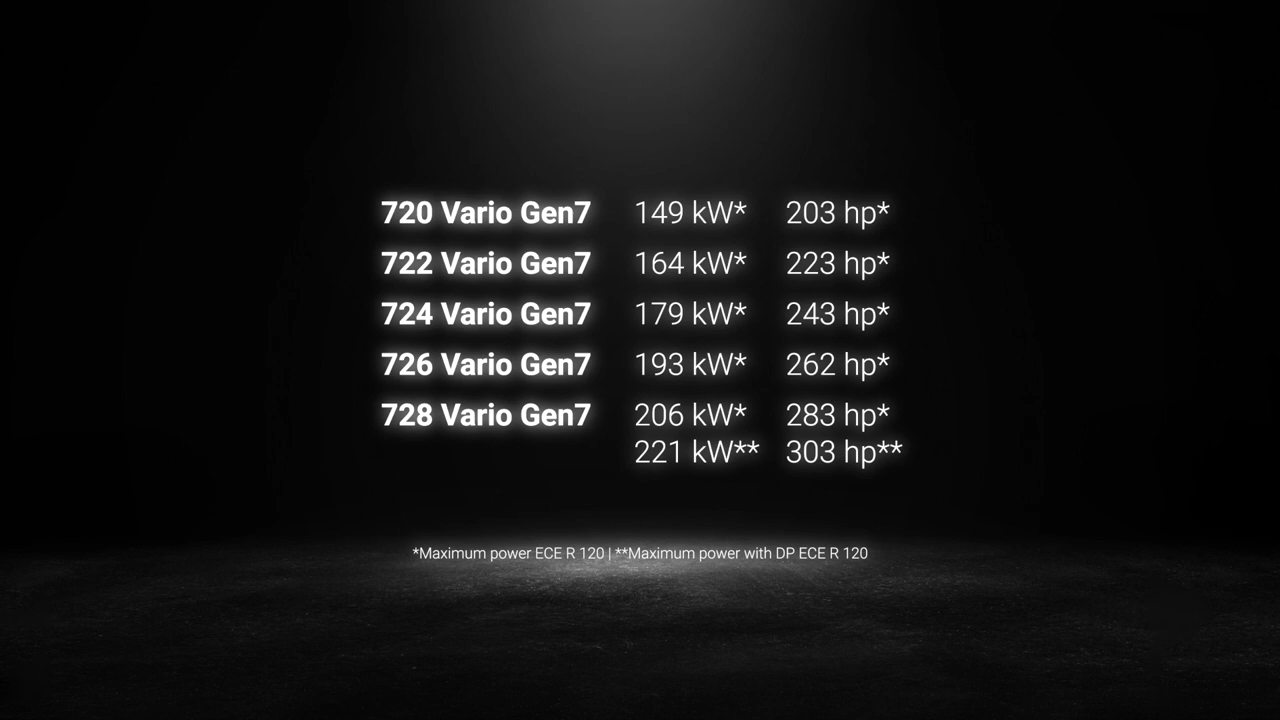 720 Vario Gen7 149 kW* 203 hp*
722 Vario Gen7 164 kW* 223 hp*
724 Vario Gen7 179 kW* 243 hp*
726 Vario Gen7 193 kW* 262 hp*
728 Vario Gen7 206 kW* 283 hp*
221 kW** 303 hp**
*Maximum power ECE R 120 | **Maximum power with DP ECE R 120